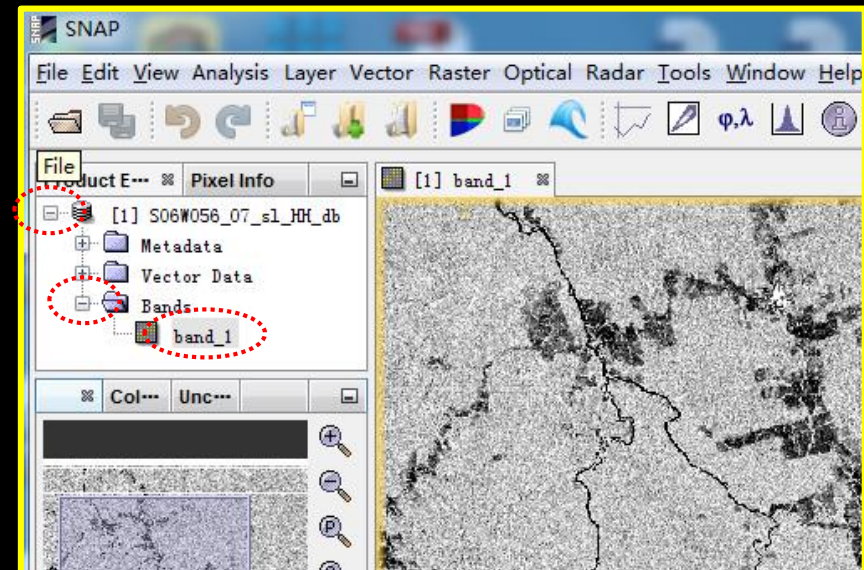 SNAP
File Edit View Analysis Layer Vector Raster Optical Radar Tools Window Help
φ,λ
File
duct E... Pixel Info
[1] band_1
[1] S06W056_07_sl_HH_db
Metadata
Vector Data
Bands
band_1
Col... Unc...